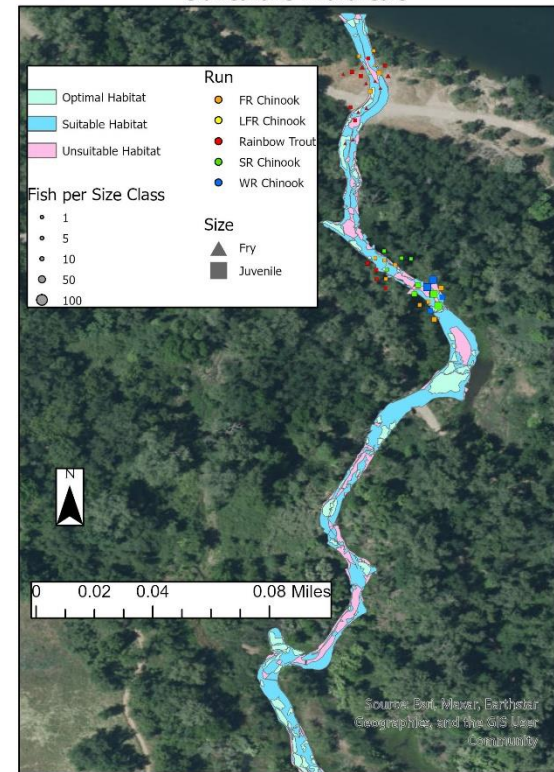 Optimal Habitat
Suitable Habitat
Unsuitable Habitat
Fish per Size Class
1
5
10
50
100
Run
FR Chinook
LFR Chinook
Rainbow Trout
SR Chinook
WR Chinook
Size
Fry
Juvenile
N
0 0.02 0.04 0.08 Miles
Source: Esri, Maxar, Earthstar
Geographics, and the GIS User
Community